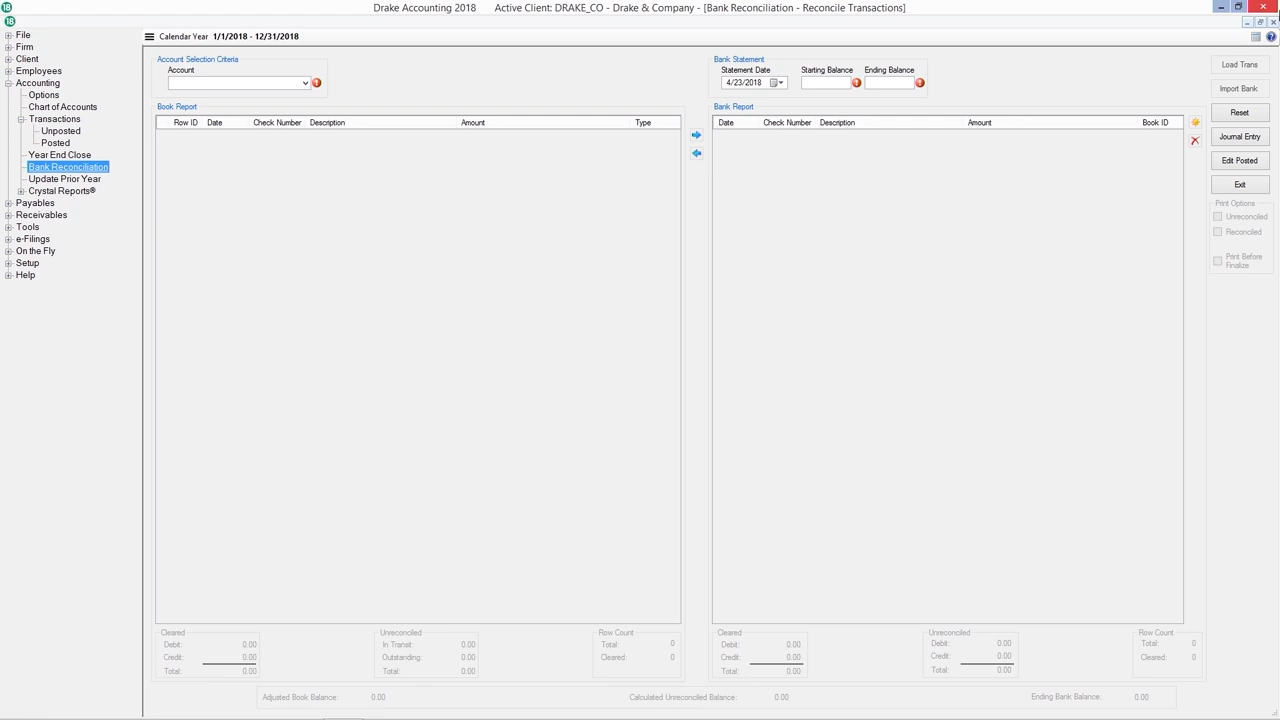 18 Drake Accounting 2018 Active Client: DRAKE_CO - Drake & Company - [Bank Reconciliation - Reconcile Transactions]
18
File
Firm
Client
Employees
Accounting
Options
Chart of Accounts
Transactions
Unposted
Posted
Year End Close
Bank Reconciliation
Update Prior Year
Crystal Reports®
Payables
Receivables
Tools
e-Filings
On the Fly
Setup
Help
Calendar Year 1/1/2018 - 12/31/2018
Account Selection Criteria
Account
Bank Statement
Statement Date Starting Balance Ending Balance
4/23/2018
Book Report
Row ID Date Check Number Description Amount Type
Bank Report
Date Check Number Description Amount Book ID
Load Trans
Import Bank
Reset
Journal Entry
Edit Posted
Exit
Print Options
Unreconciled
Reconciled
Print Before
Finalize
Cleared
Debit: 0.00
Credit: 0.00
Total: 0.00
Unreconciled
In Transit: 0.00
Outstanding: 0.00
Total: 0.00
Row Count
Total: 0
Cleared: 0
Cleared
Debit: 0.00
Credit: 0.00
Total: 0.00
Unreconciled
Debit: 0.00
Credit: 0.00
Total: 0.00
Row Count
Total: 0
Cleared: 0
Adjusted Book Balance: 0.00 Calculated Unreconciled Balance: 0.00 Ending Bank Balance: 0.00